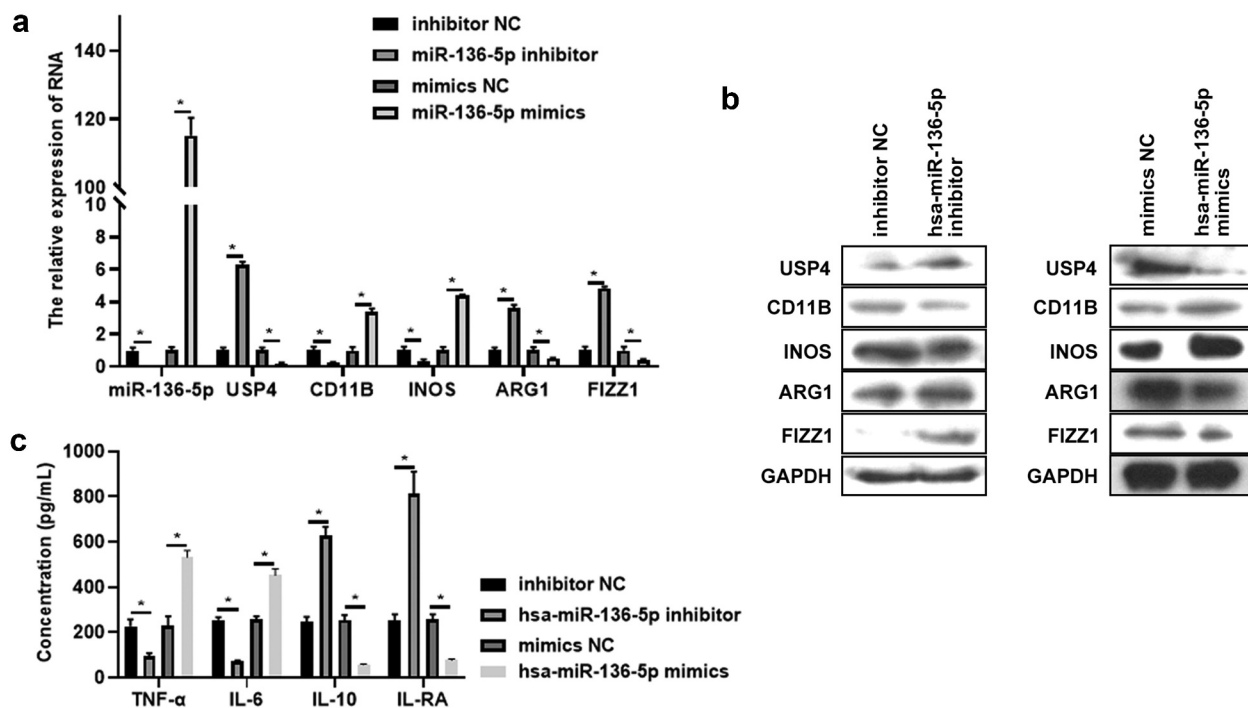 a
The relative expression of RNA
140
120
100
10
8
6
4
2
0
inhibitor NC
miR-136-5p inhibitor
mimics NC
miR-136-5p mimics
* * * * * * * * * * * *
miR-136-5p USP4 CD11B INOS ARG1 FIZZ1
b
inhibitor NC
hsa-miR-136-5p
inhibitor
mimics NC
hsa-miR-136-5p
mimics
USP4
CD11B
INOS
ARG1
FIZZ1
GAPDH
USP4
CD11B
INOS
ARG1
FIZZ1
GAPDH
c
Concentration (pg/mL)
1000
800
600
400
200
0
* * * * * * * *
TNF-α IL-6 IL-10 IL-RA
inhibitor NC
hsa-miR-136-5p inhibitor
mimics NC
hsa-miR-136-5p mimics